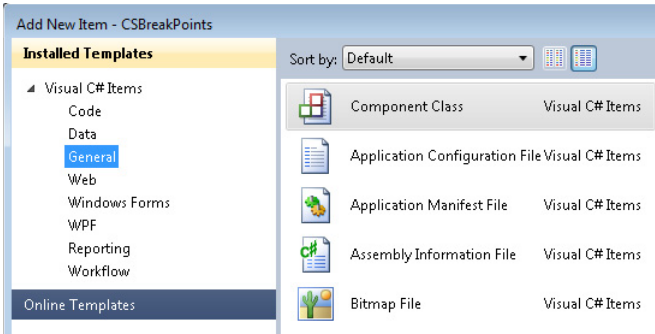 Add New Item - CSBreakPoints
Installed Templates
Sort by: Default
Visual C# Items
Code
Data
General
Web
Windows Forms
WPF
Reporting
Workflow
Online Templates
Component Class Visual C# Items
Application Configuration File Visual C# Items
Application Manifest File Visual C# Items
Assembly Information File Visual C# Items
Bitmap File Visual C# Items